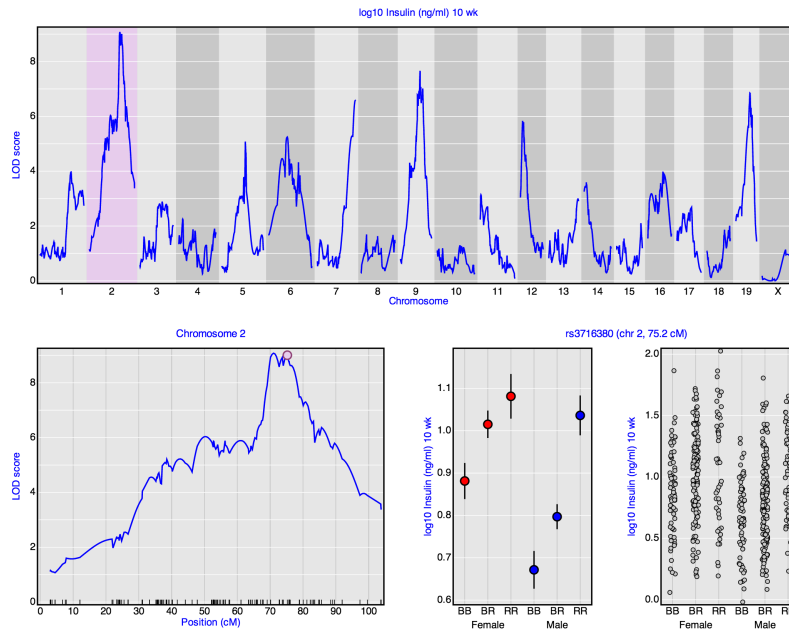 log10 Insulin (ng/ml) 10 wk
LOD score
8
6
4
2
0
1 2 3 4 5 6 7 8 9 10 11 12 13 14 15 16 17 18 19 X
Chromosome
Chromosome 2
LOD score
8
6
4
2
0
0 10 20 30 40 50 60 70 80 90 100
Position (cM)
rs3716380 (chr 2, 75.2 cM)
log10 Insulin (ng/ml) 10 wk
1.1
1.0
0.9
0.8
0.7
0.6
BB BR RR BB BR RR
Female Male
log10 Insulin (ng/ml) 10 wk
2.0
1.5
1.0
0.5
0.0
BB BR RR BB BR RR
Female Male